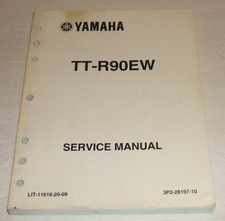 YAMAHA
TT-R90EW
SERVICE MANUAL
LIT-11616-20-09
3P2-28197-10